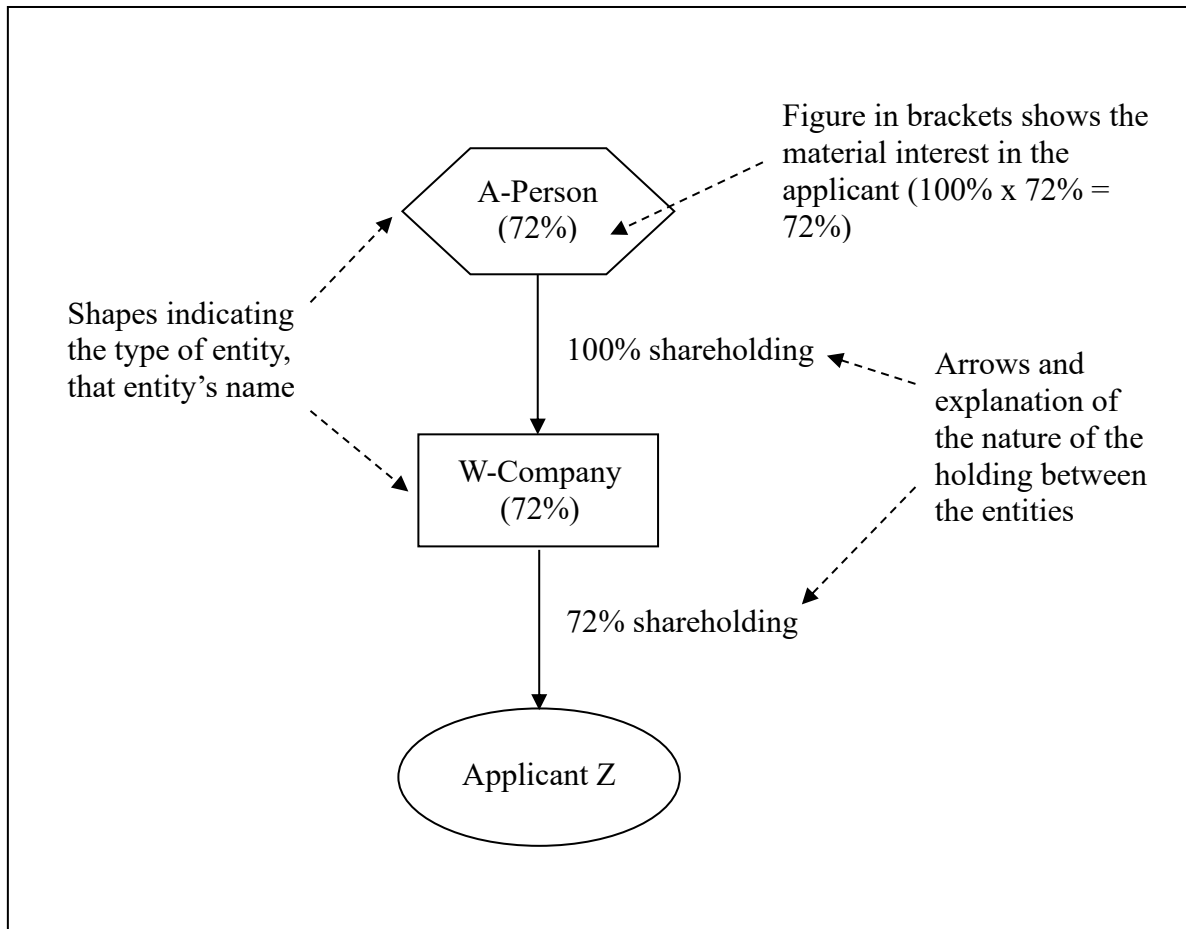 Figure in brackets shows the
material interest in the
applicant (100% x 72% =
72%)
A-Person
(72%)
Shapes indicating
the type of entity,
that entity’s name
100% shareholding
Arrows and
explanation of
the nature of the
holding between
the entities
W-Company
(72%)
72% shareholding
Applicant Z